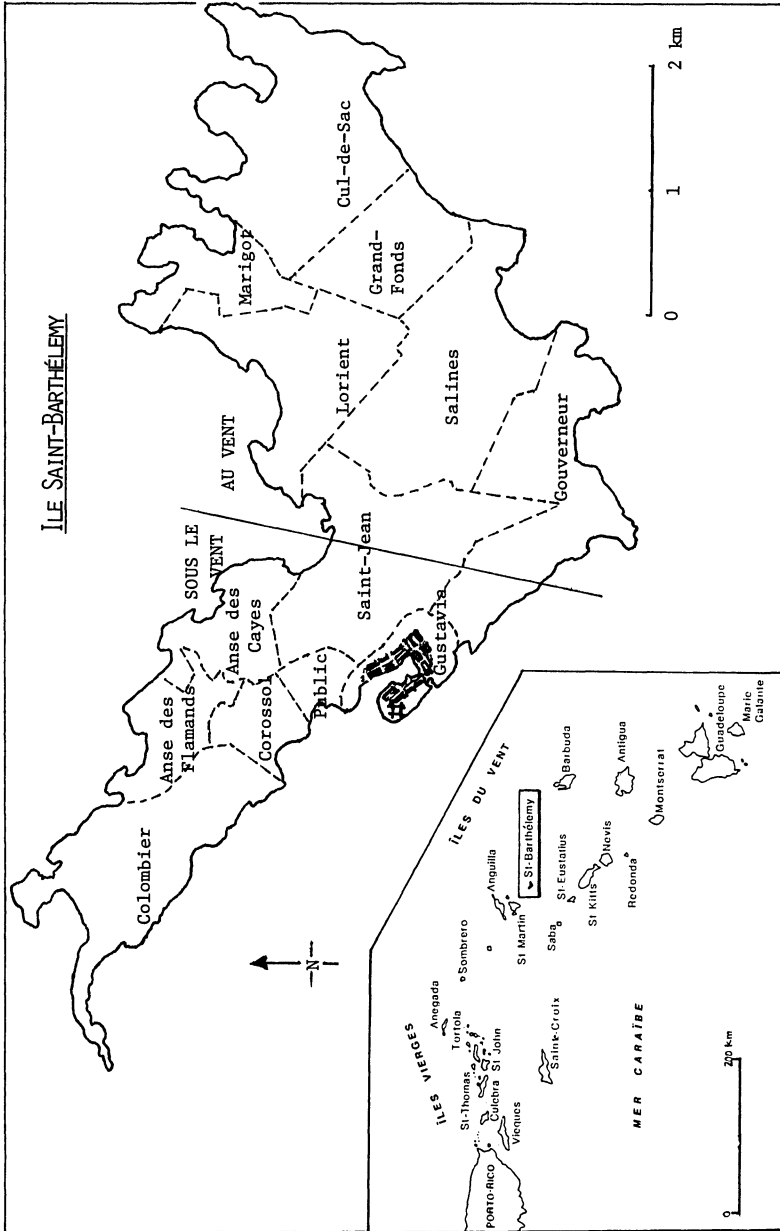 ILE SAINT-BARTHÉLEMY
SOUS LE
VENT
AU VENT
Colombier
Anse des
Flamands
Anse des
Cayes
Corossol
Public
Gustavia
Saint-Jean
Lorient
Marigot
Cul-de-Sac
Grand-
Fonds
Salines
Gouverneur
-N-
0
1
2 km
ÎLES VIERGES
ÎLES DU VENT
Anegada
Tortola
St-Thomas
St John
Culebra
Vieques
PORTO-RICO
Sainte-Croix
MER CARAÏBE
Sombrero
Anguilla
St Martin
St-Barthélemy
Saba
St-Eustatius
St Kitts
Nevis
Redonda
Barbuda
Antigua
Montserrat
Guadeloupe
Marie
Galante
0
200 km